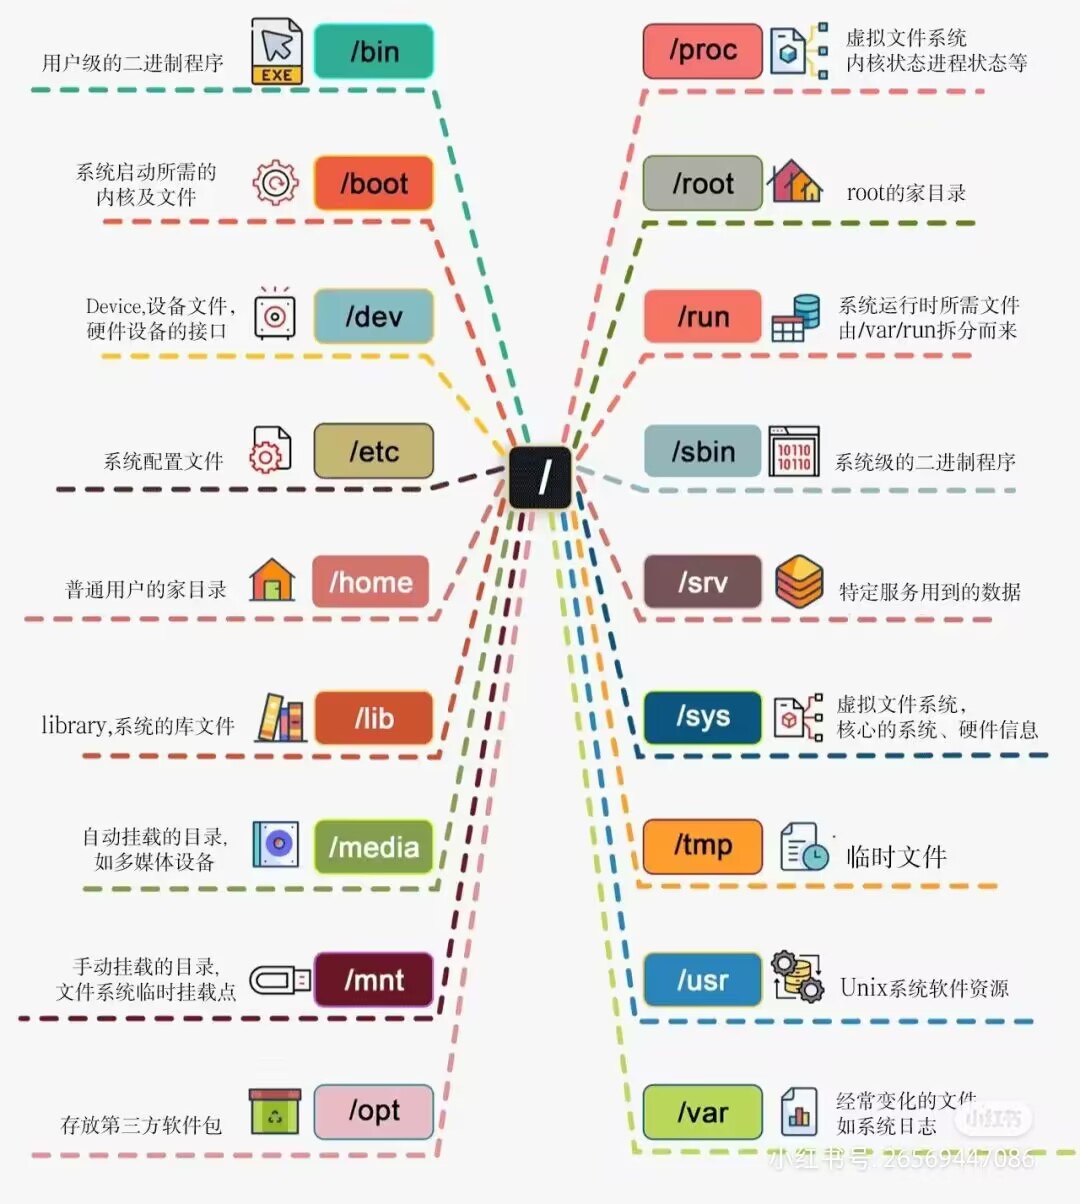 用户级的二进制程序
EXE
/bin
系统启动所需的
内核及文件
/boot
Device,设备文件,
硬件设备的接口
/dev
系统配置文件
/etc
普通用户的家目录
/home
library,系统的库文件
/lib
自动挂载的目录,
如多媒体设备
/media
手动挂载的目录,
文件系统临时挂载点
/mnt
存放第三方软件包
/opt
/
/proc
虚拟文件系统
内核状态进程状态等
/root
root的家目录
/run
系统运行时所需文件
由/var/run拆分而来
/sbin
10110
10110
系统级的二进制程序
/srv
特定服务用到的数据
/sys
虚拟文件系统,
核心的系统、硬件信息
/tmp
临时文件
/usr
Unix系统软件资源
/var
经常变化的文件
如系统日志
小红书
小红书号:26569447086